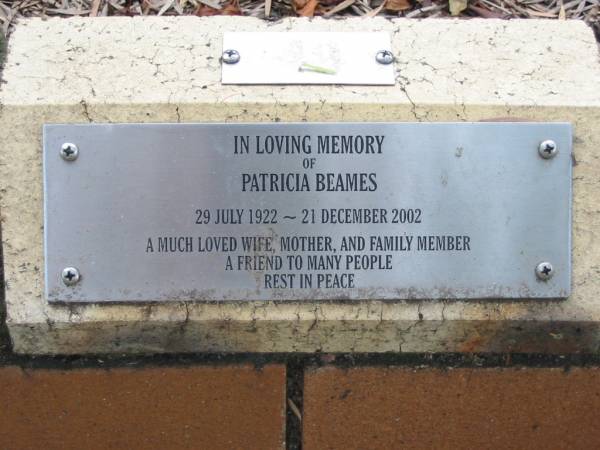 IN LOVING MEMORY
OF
PATRICIA BEAMES
29 JULY 1922 ~ 21 DECEMBER 2002
A MUCH LOVED WIFE, MOTHER, AND FAMILY MEMBER
A FRIEND TO MANY PEOPLE
REST IN PEACE